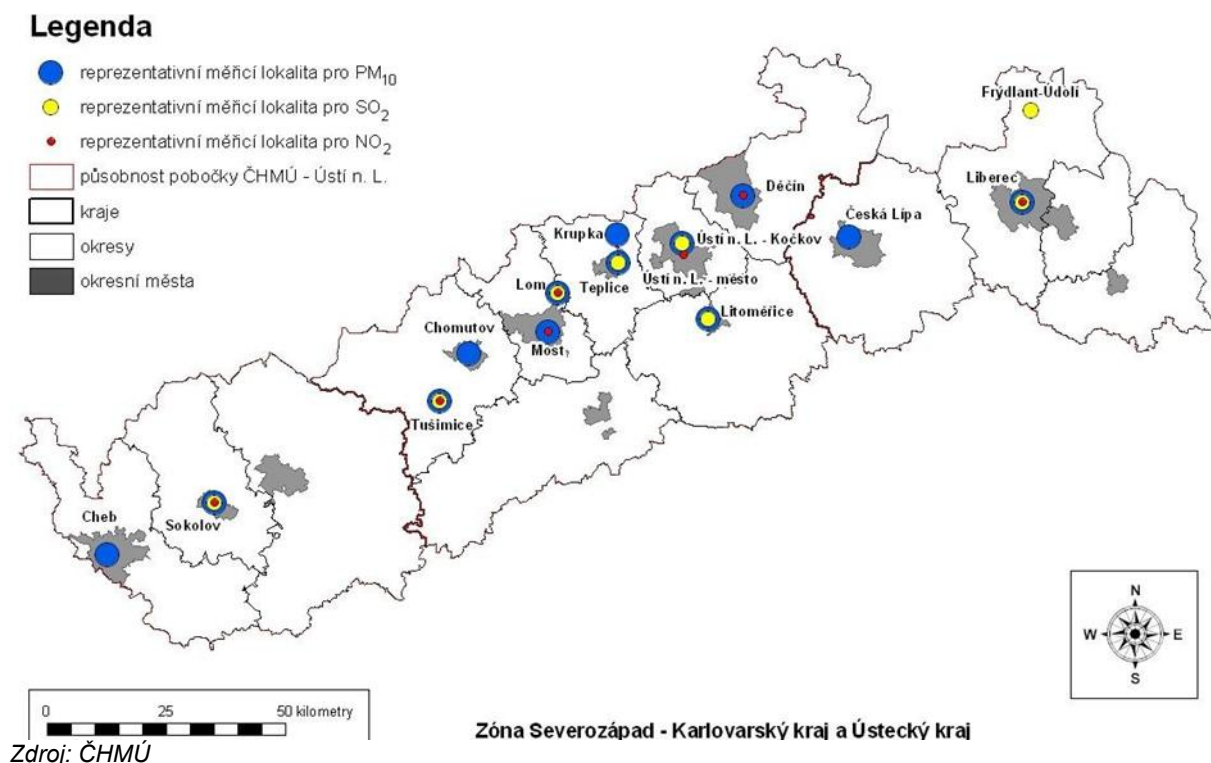 Legenda
reprezentativní měřicí lokalita pro PM10
reprezentativní měřicí lokalita pro SO2
reprezentativní měřicí lokalita pro NO2
působnost pobočky ČHMÚ - Ústí n. L.
kraje
okresy
okresní města
Frýdlant-Údolí
Liberec
Děčín
Česká Lípa
Krupka
Ústí n. L. - Kočkov
Ústí n. L. - město
Teplice
Lom
Litoměřice
Chomutov
Most
Tušimice
Cheb
Sokolov
N
W E
S
0 25 50 kilometry
Zóna Severozápad - Karlovarský kraj a Ústecký kraj
Zdroj: ČHMÚ